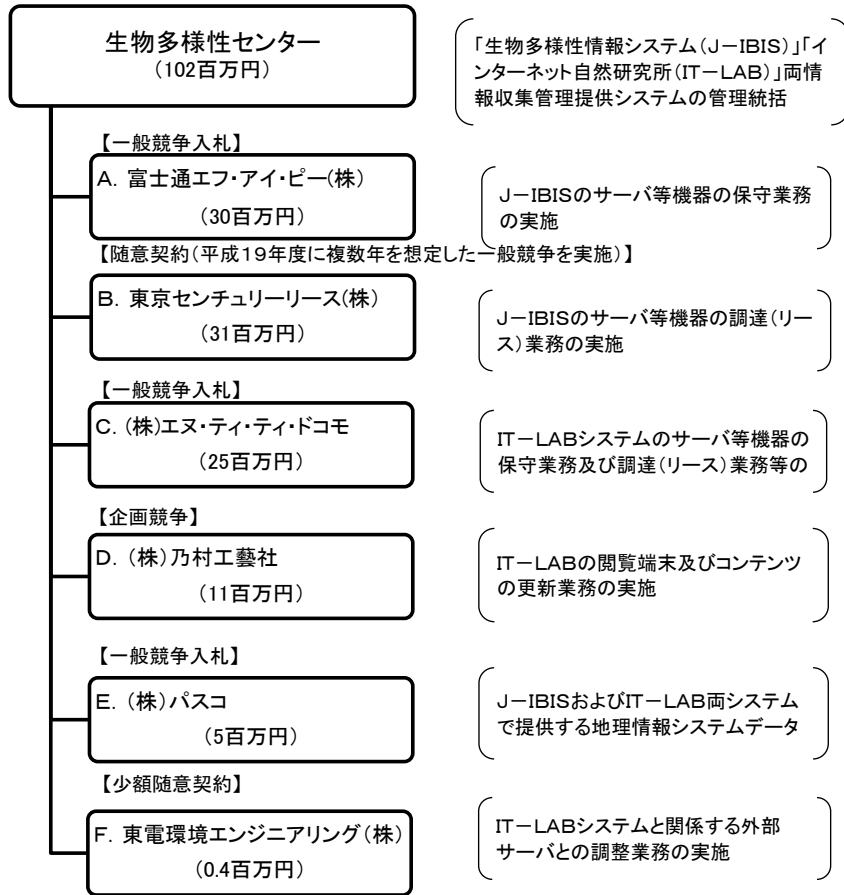 生物多様性センター
(102百万円)
「生物多様性情報システム(J-IBIS)」「イ
ンターネット自然研究所(IT-LAB)」両情
報収集管理提供システムの管理統括
【一般競争入札】
A. 富士通エフ・アイ・ピー(株)
(30百万円)
J-IBISのサーバ等機器の保守業務
の実施
【随意契約(平成19年度に複数年を想定した一般競争を実施)】
B. 東京センチュリーリース(株)
(31百万円)
J-IBISのサーバ等機器の調達(リー
ス)業務の実施
【一般競争入札】
C. (株)エヌ・ティ・ティ・ドコモ
(25百万円)
IT-LABシステムのサーバ等機器の
保守業務及び調達(リース)業務等の
【企画競争】
D. (株)乃村工藝社
(11百万円)
IT-LABの閲覧端末及びコンテンツ
の更新業務の実施
【一般競争入札】
E. (株)パスコ
(5百万円)
J-IBISおよびIT-LAB両システム
で提供する地理情報システムデータ
【少額随意契約】
F. 東電環境エンジニアリング(株)
(0.4百万円)
IT-LABシステムと関係する外部
サーバとの調整業務の実施